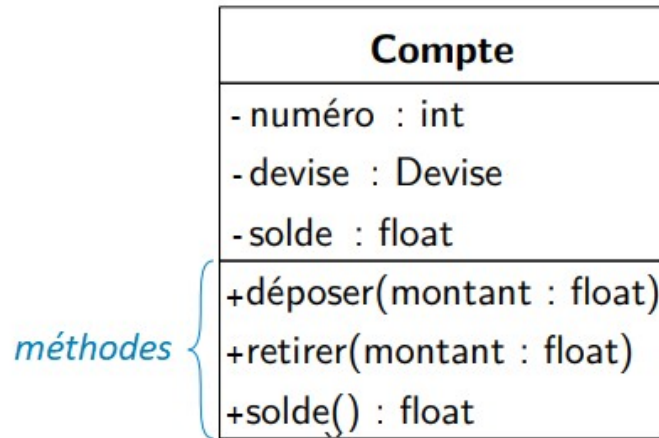 Compte
- numéro : int
- devise : Devise
- solde : float
méthodes
+déposer(montant : float)
+retirer(montant : float)
+solde() : float